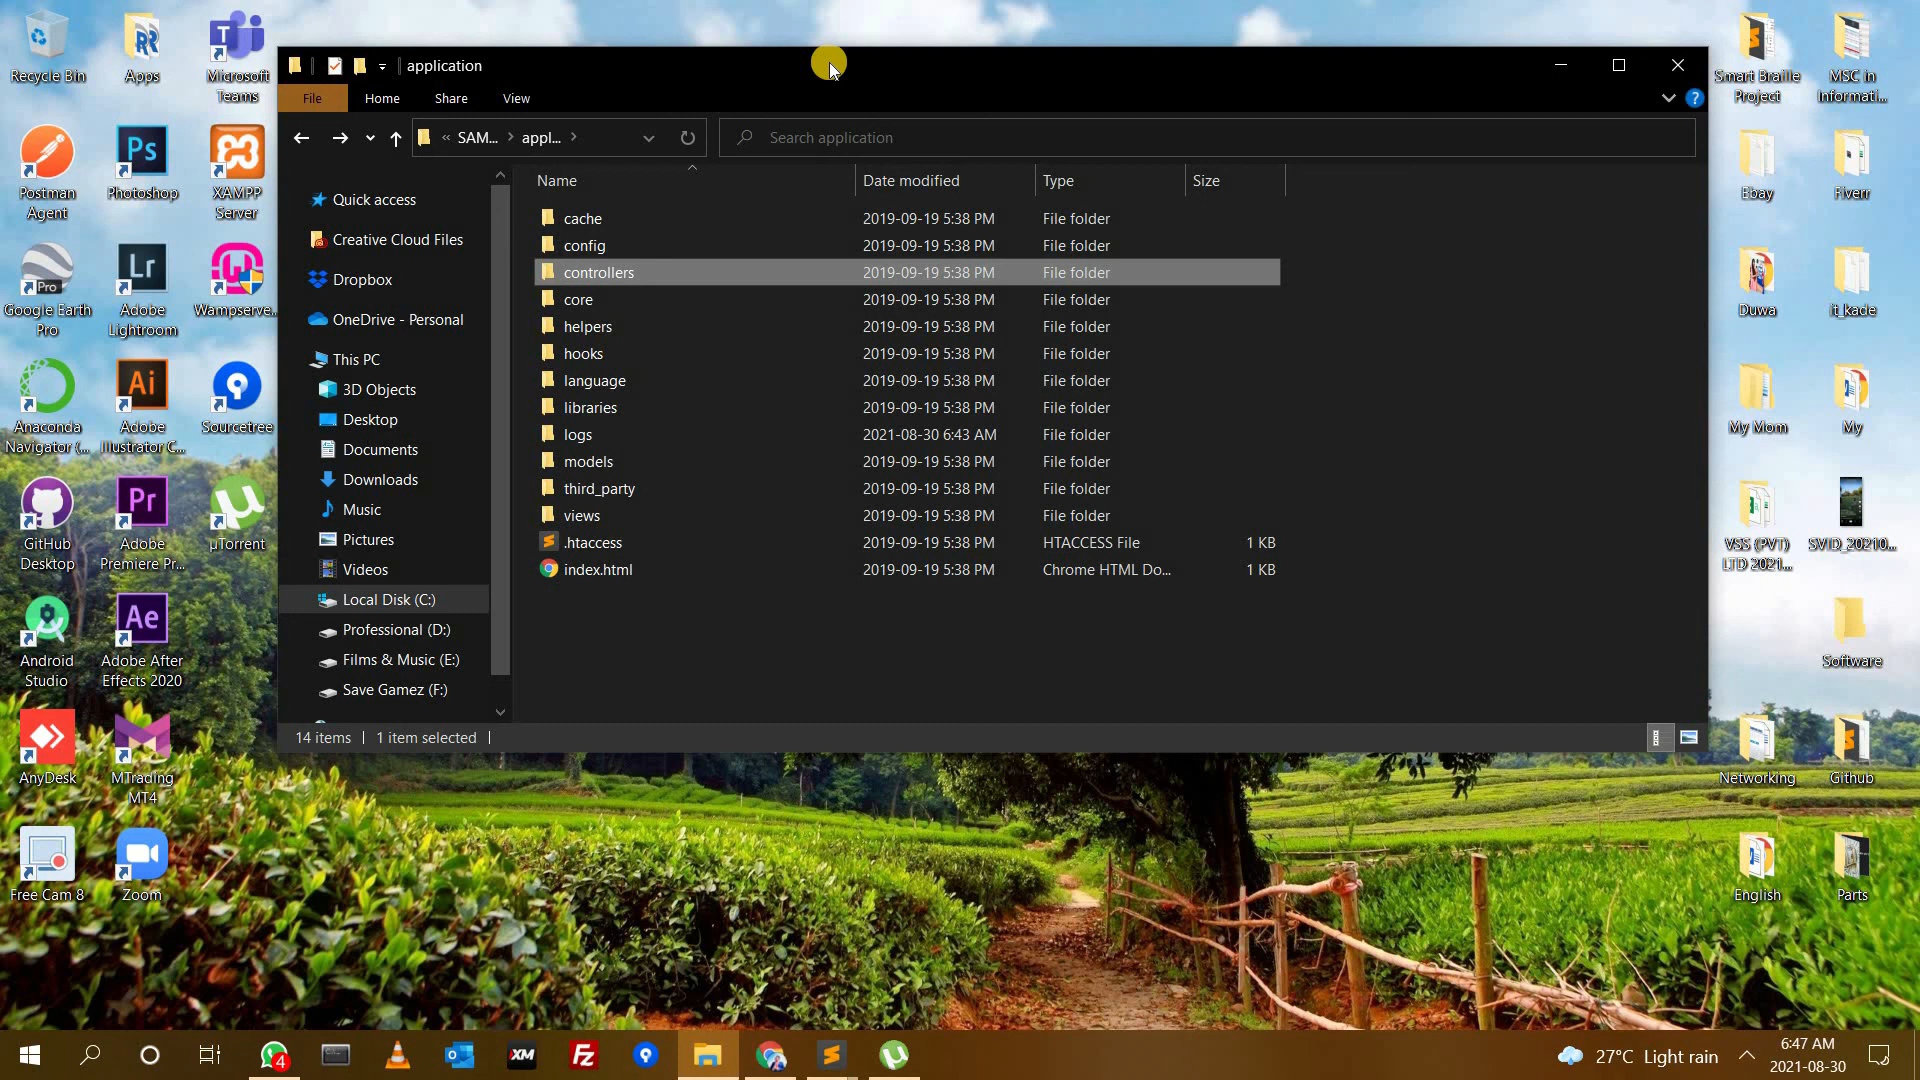 Recycle Bin
Apps
Microsoft
Teams
Postman
Agent
Photoshop
XAMPP
Server
Google Earth
Pro
Adobe
Lightroom
Wampserve...
Anaconda
Navigator (...
Adobe
Illustrator C...
Sourcetree
GitHub
Desktop
Adobe
Premiere Pr...
µTorrent
Android
Studio
Adobe After
Effects 2020
AnyDesk
MTrading
MT4
Free Cam 8
Zoom
application
File
Home
Share
View
?
« SAM... > appl... >
Search application
Name
Date modified
Type
Size
Quick access
Creative Cloud Files
Dropbox
OneDrive - Personal
This PC
3D Objects
Desktop
Documents
Downloads
Music
Pictures
Videos
Local Disk (C:)
Professional (D:)
Films & Music (E:)
Save Gamez (F:)
cache 2019-09-19 5:38 PM File folder
config 2019-09-19 5:38 PM File folder
controllers 2019-09-19 5:38 PM File folder
core 2019-09-19 5:38 PM File folder
helpers 2019-09-19 5:38 PM File folder
hooks 2019-09-19 5:38 PM File folder
language 2019-09-19 5:38 PM File folder
libraries 2019-09-19 5:38 PM File folder
logs 2021-08-30 6:43 AM File folder
models 2019-09-19 5:38 PM File folder
third_party 2019-09-19 5:38 PM File folder
views 2019-09-19 5:38 PM File folder
.htaccess 2019-09-19 5:38 PM HTACCESS File 1 KB
index.html 2019-09-19 5:38 PM Chrome HTML Do... 1 KB
14 items
1 item selected
Smart Braille
Project
MSC in
Informati...
Ebay
Fiverr
Duwa
it_kade
My Mom
My
VSS (PVT)
LTD 2021...
SVID_20210...
Software
Networking
Github
English
Parts
4
XM
Fz
27°C Light rain
6:47 AM
2021-08-30
T
Ps
Pro
Lr
Ai
Pr
Ae